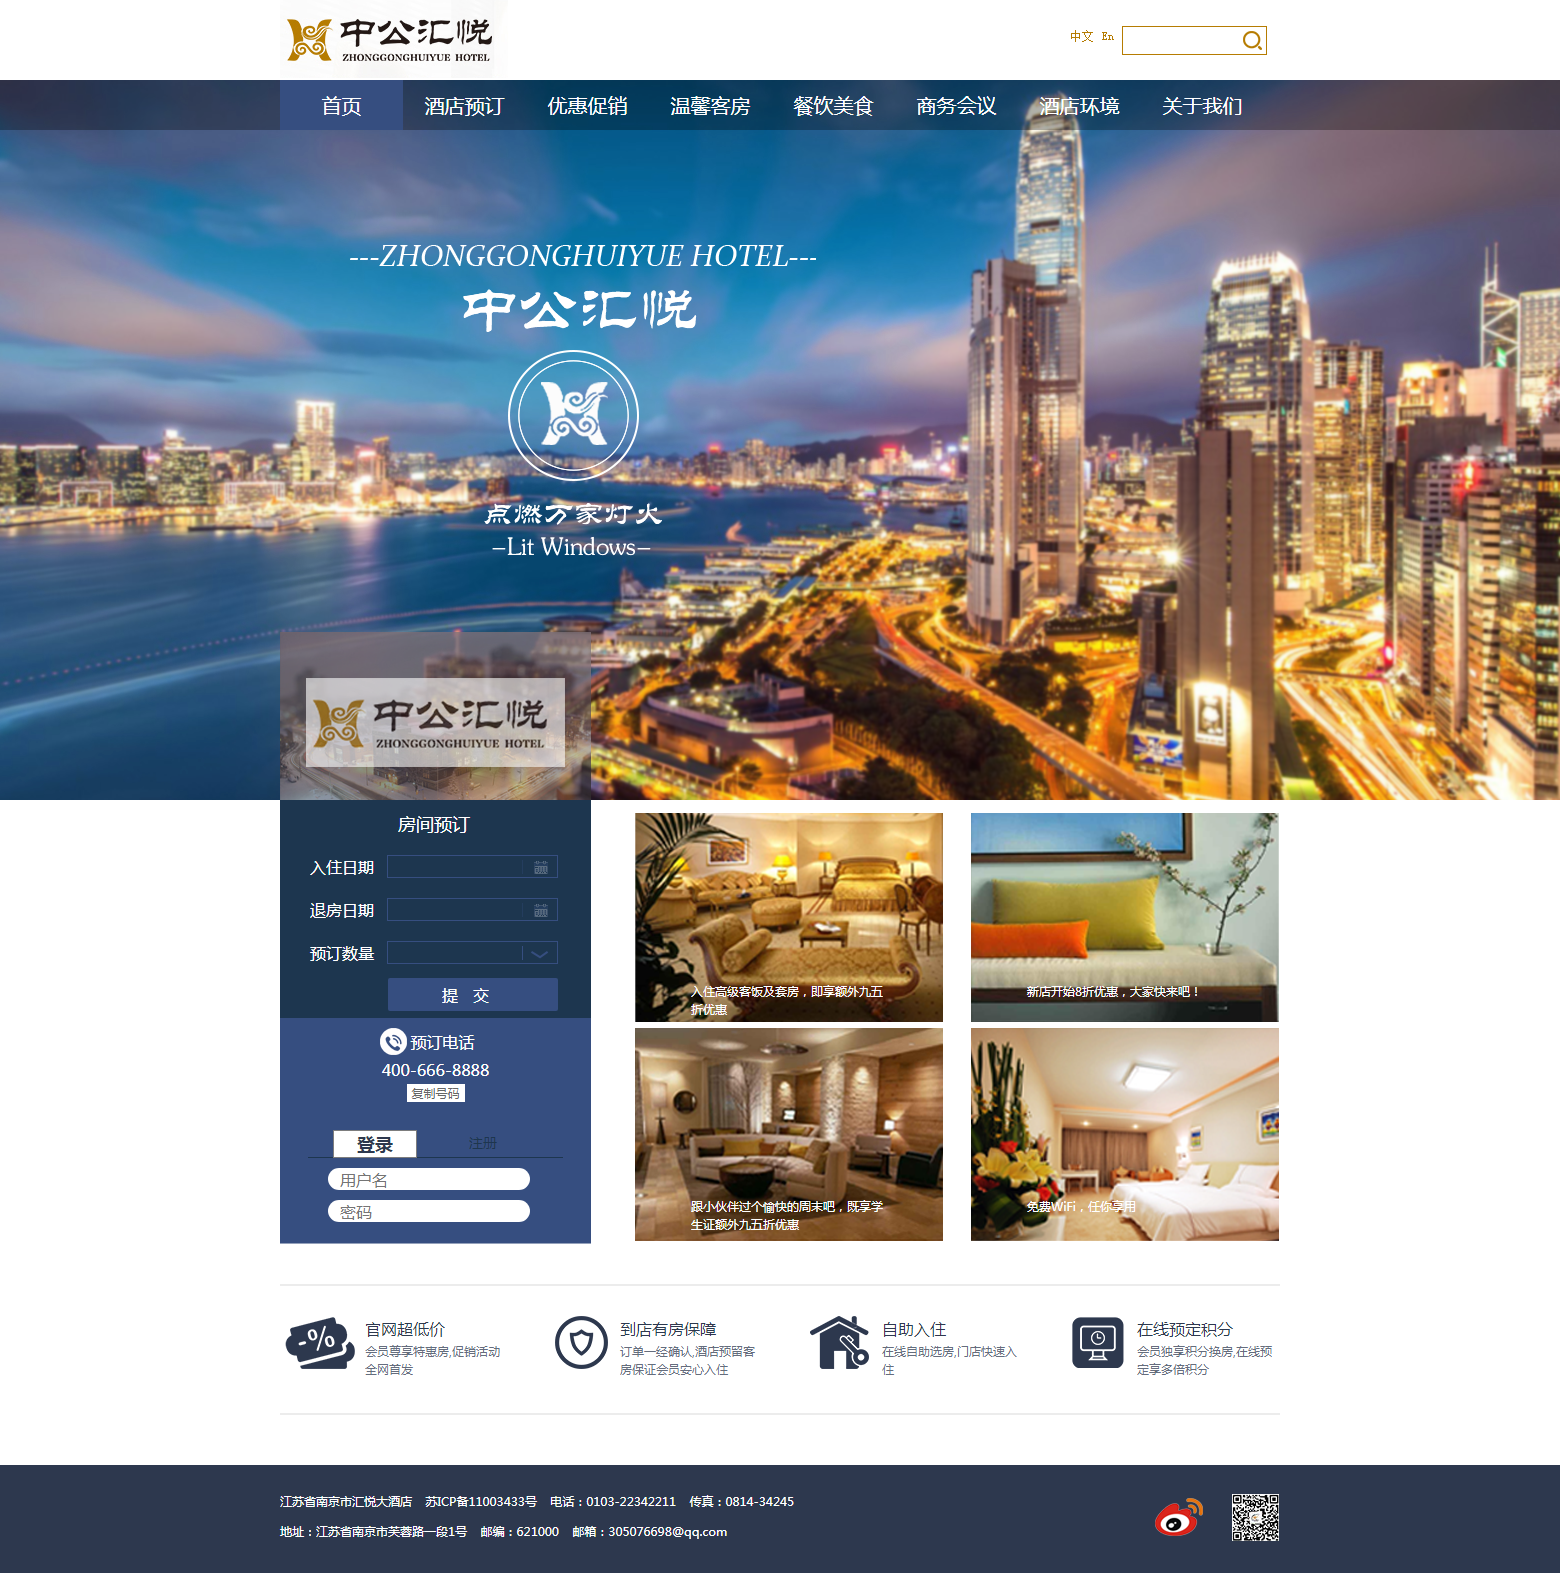 中公汇悦
ZHONGGONGHUIYUE HOTEL
中文 En
首页 酒店预订 优惠促销 温馨客房 餐饮美食 商务会议 酒店环境 关于我们
---ZHONGGONGHUIYUE HOTEL---
中公汇悦
点燃万家灯火
–Lit Windows–
中公汇悦
ZHONGGONGHUIYUE HOTEL
房间预订
入住日期
退房日期
预订数量
提 交
预订电话
400-666-8888
复制号码
登录 注册
用户名
密码
入住高级客饭及套房，即享额外九五
折优惠
新店开始8折优惠，大家快来吧！
跟小伙伴过个愉快的周末吧，既享学
生证额外九五折优惠
免费WiFi，任你享用
-%
官网超低价
会员尊享特惠房,促销活动
全网首发
到店有房保障
订单一经确认,酒店预留客
房保证会员安心入住
自助入住
在线自助选房,门店快速入
住
在线预定积分
会员独享积分换房,在线预
定享多倍积分
江苏省南京市汇悦大酒店 苏ICP备11003433号 电话：0103-22342211 传真：0814-34245
地址：江苏省南京市芙蓉路一段1号 邮编：621000 邮箱：305076698@qq.com